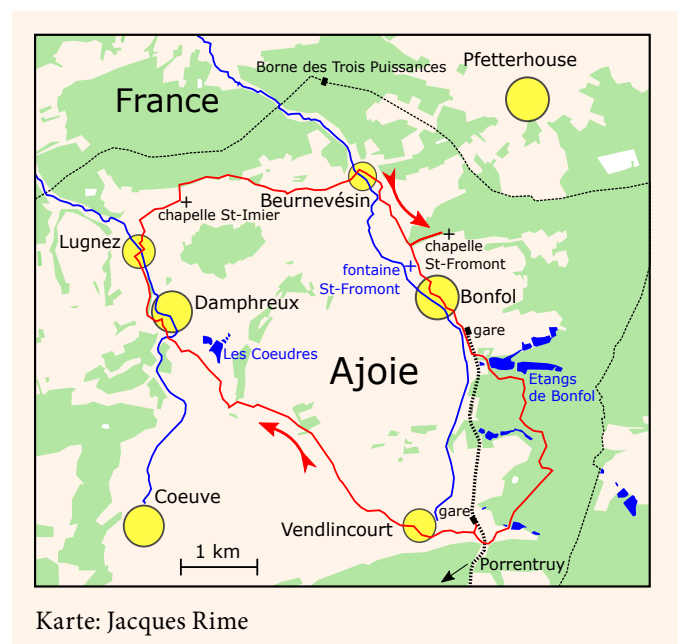 Borne des Trois Puissances
Pfetterhouse
France
Beurnevésin
chapelle St-Imier
Lugnez
chapelle
St-Fromont
fontaine
St-Fromont
Bonfol
Damphreux
gare
Les Coeudres
Ajoie
Etangs
de Bonfol
Coeuve
gare
Vendlincourt
1 km
Porrentruy
Karte: Jacques Rime